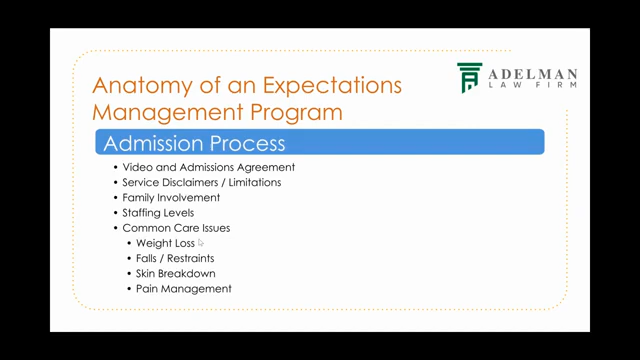 Anatomy of an Expectations
Management Program
ADELMAN
LAW FIRM
Admission Process
• Video and Admissions Agreement
• Service Disclaimers / Limitations
• Family Involvement
• Staffing Levels
• Common Care Issues
• Weight Loss
• Falls / Restraints
• Skin Breakdown
• Pain Management